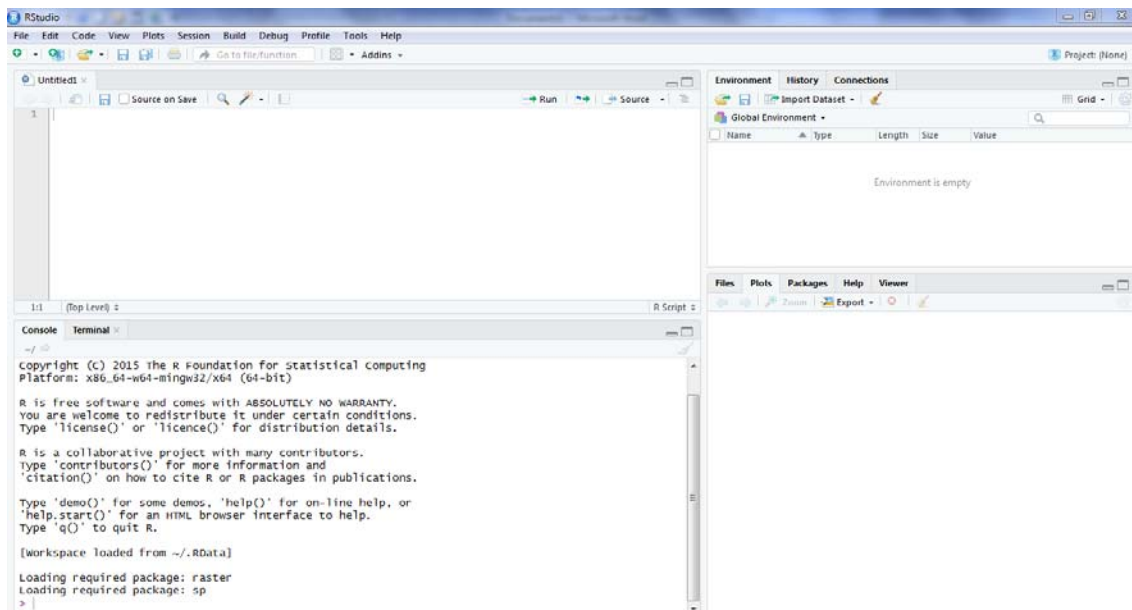 RStudio
File Edit Code View Plots Session Build Debug Profile Tools Help
Go to file/function Addins Project: (None)
Untitled1
Source on Save Run Source
1
1:1 (Top Level) R Script
Console Terminal
~/
Copyright (C) 2015 The R Foundation for Statistical Computing
Platform: x86_64-w64-mingw32/x64 (64-bit)
R is free software and comes with ABSOLUTELY NO WARRANTY.
You are welcome to redistribute it under certain conditions.
Type 'license()' or 'licence()' for distribution details.
R is a collaborative project with many contributors.
Type 'contributors()' for more information and
'citation()' on how to cite R or R packages in publications.
Type 'demo()' for some demos, 'help()' for on-line help, or
'help.start()' for an HTML browser interface to help.
Type 'q()' to quit R.
[Workspace loaded from ~/.RData]
Loading required package: raster
Loading required package: sp
>
Environment History Connections
Import Dataset Grid
Global Environment
Name Type Length Size Value
Environment is empty
Files Plots Packages Help Viewer
Zoom Export